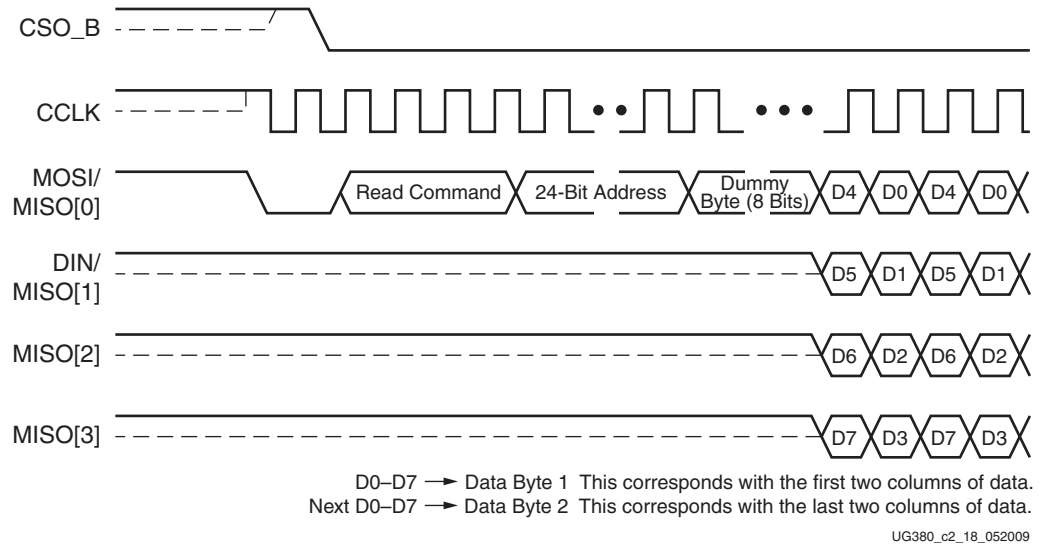 CSO_B
CCLK
MOSI/
MISO[0]
Read Command
24-Bit Address
Dummy
Byte (8 Bits)
D4 D0 D4 D0
DIN/
MISO[1]
D5 D1 D5 D1
MISO[2]
D6 D2 D6 D2
MISO[3]
D7 D3 D7 D3
D0–D7 → Data Byte 1 This corresponds with the first two columns of data.
Next D0–D7 → Data Byte 2 This corresponds with the last two columns of data.
UG380_c2_18_052009